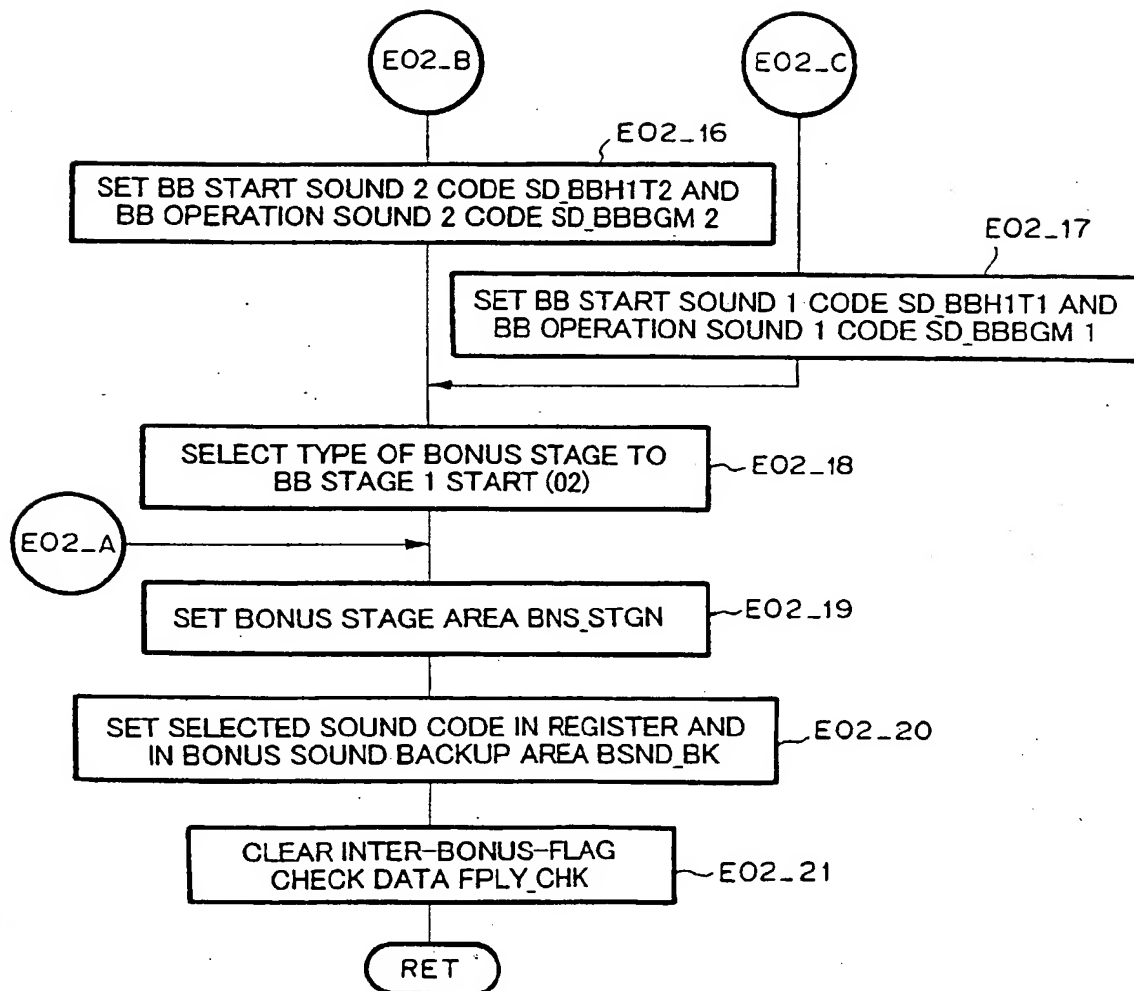 E02_B
E02_C
E02_16
SET BB START SOUND 2 CODE SD_BBH1T2 AND
BB OPERATION SOUND 2 CODE SD_BBBGM 2
E02_17
SET BB START SOUND 1 CODE SD_BBH1T1 AND
BB OPERATION SOUND 1 CODE SD_BBBGM 1
SELECT TYPE OF BONUS STAGE TO
BB STAGE 1 START (02)
E02_18
E02_A
SET BONUS STAGE AREA BNS_STGN
E02_19
SET SELECTED SOUND CODE IN REGISTER AND
IN BONUS SOUND BACKUP AREA BSND_BK
E02_20
CLEAR INTER-BONUS-FLAG
CHECK DATA FPLY_CHK
E02_21
RET